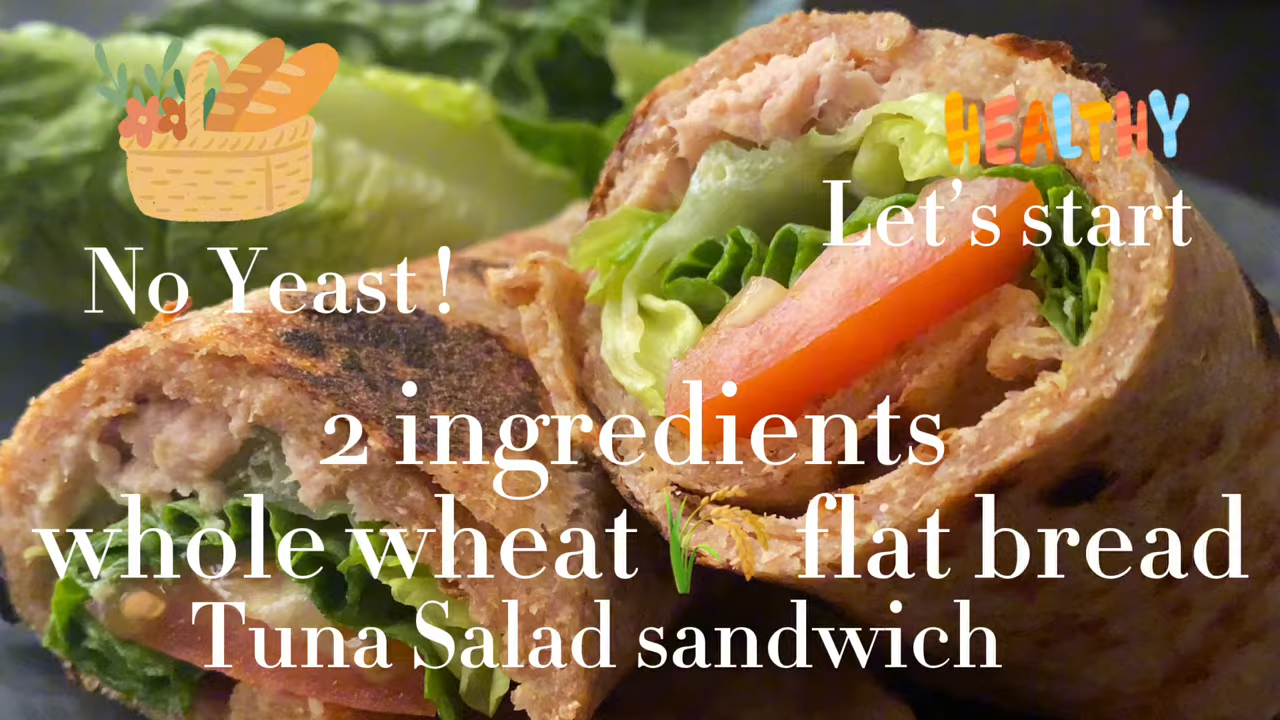 HEALTHY
Let's start
No Yeast !
2 ingredients
whole wheat flat bread
Tuna Salad sandwich